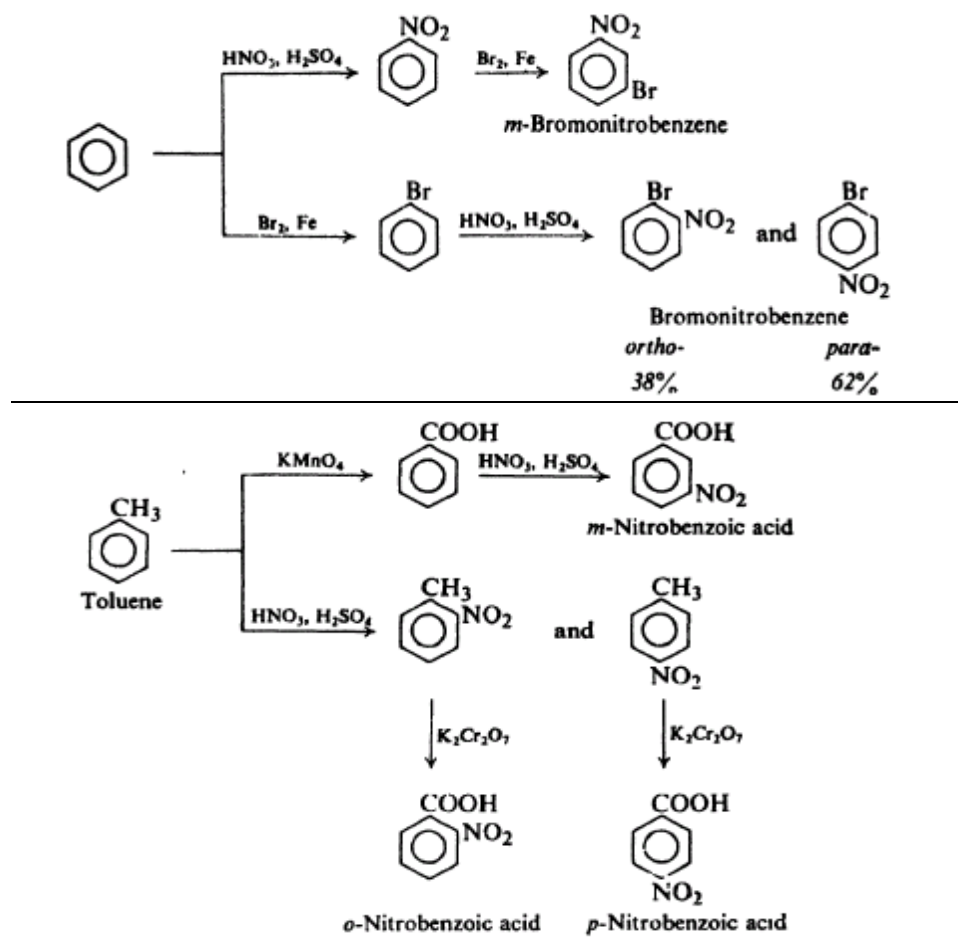 NO₂ NO₂
HNO₃, H₂SO₄ Br₂, Fe
Br
m-Bromonitrobenzene
Br Br Br
Br₂, Fe HNO₃, H₂SO₄ NO₂ and
NO₂
Bromonitrobenzene
ortho- para-
38% 62%
COOH COOH
KMnO₄ HNO₃, H₂SO₄
CH₃ NO₂
m-Nitrobenzoic acid
Toluene
CH₃ CH₃
HNO₃, H₂SO₄ NO₂ and
NO₂
K₂Cr₂O₇ K₂Cr₂O₇
COOH COOH
NO₂
NO₂
o-Nitrobenzoic acid p-Nitrobenzoic acid